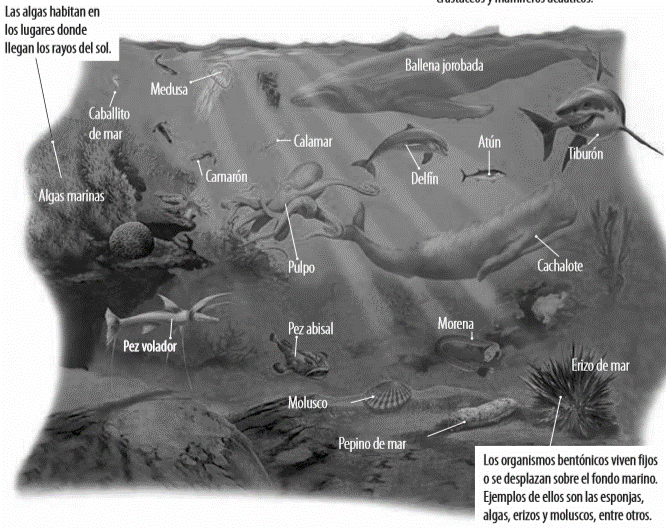 crustáceos y mamíferos acuáticos.
Las algas habitan en
los lugares donde
llegan los rayos del sol.
Ballena jorobada
Medusa
Caballito
de mar
Calamar
Atún
Tiburón
Camarón
Delfín
Algas marinas
Pulpo
Cachalote
Pez volador
Pez abisal
Morena
Erizo de mar
Molusco
Pepino de mar
Los organismos bentónicos viven fijos
o se desplazan sobre el fondo marino.
Ejemplos de ellos son las esponjas,
algas, erizos y moluscos, entre otros.